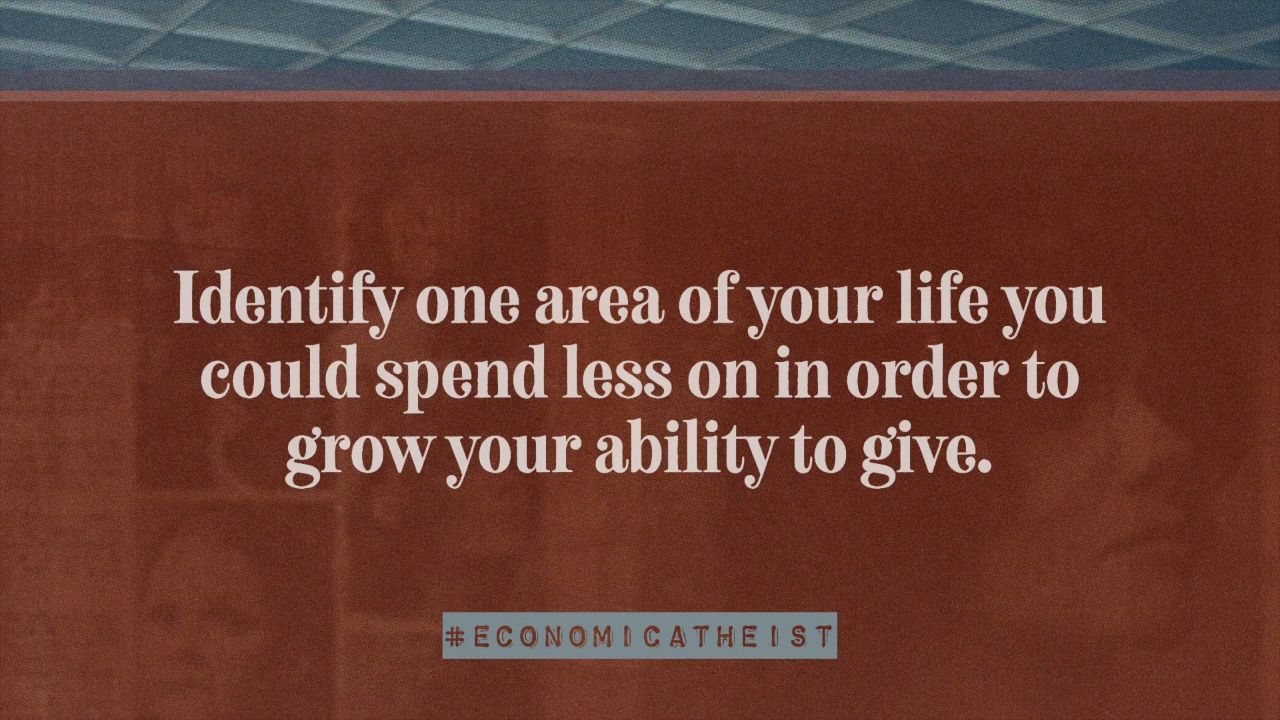 Identify one area of your life you
could spend less on in order to
grow your ability to give.
#ECONOMICATHEIST